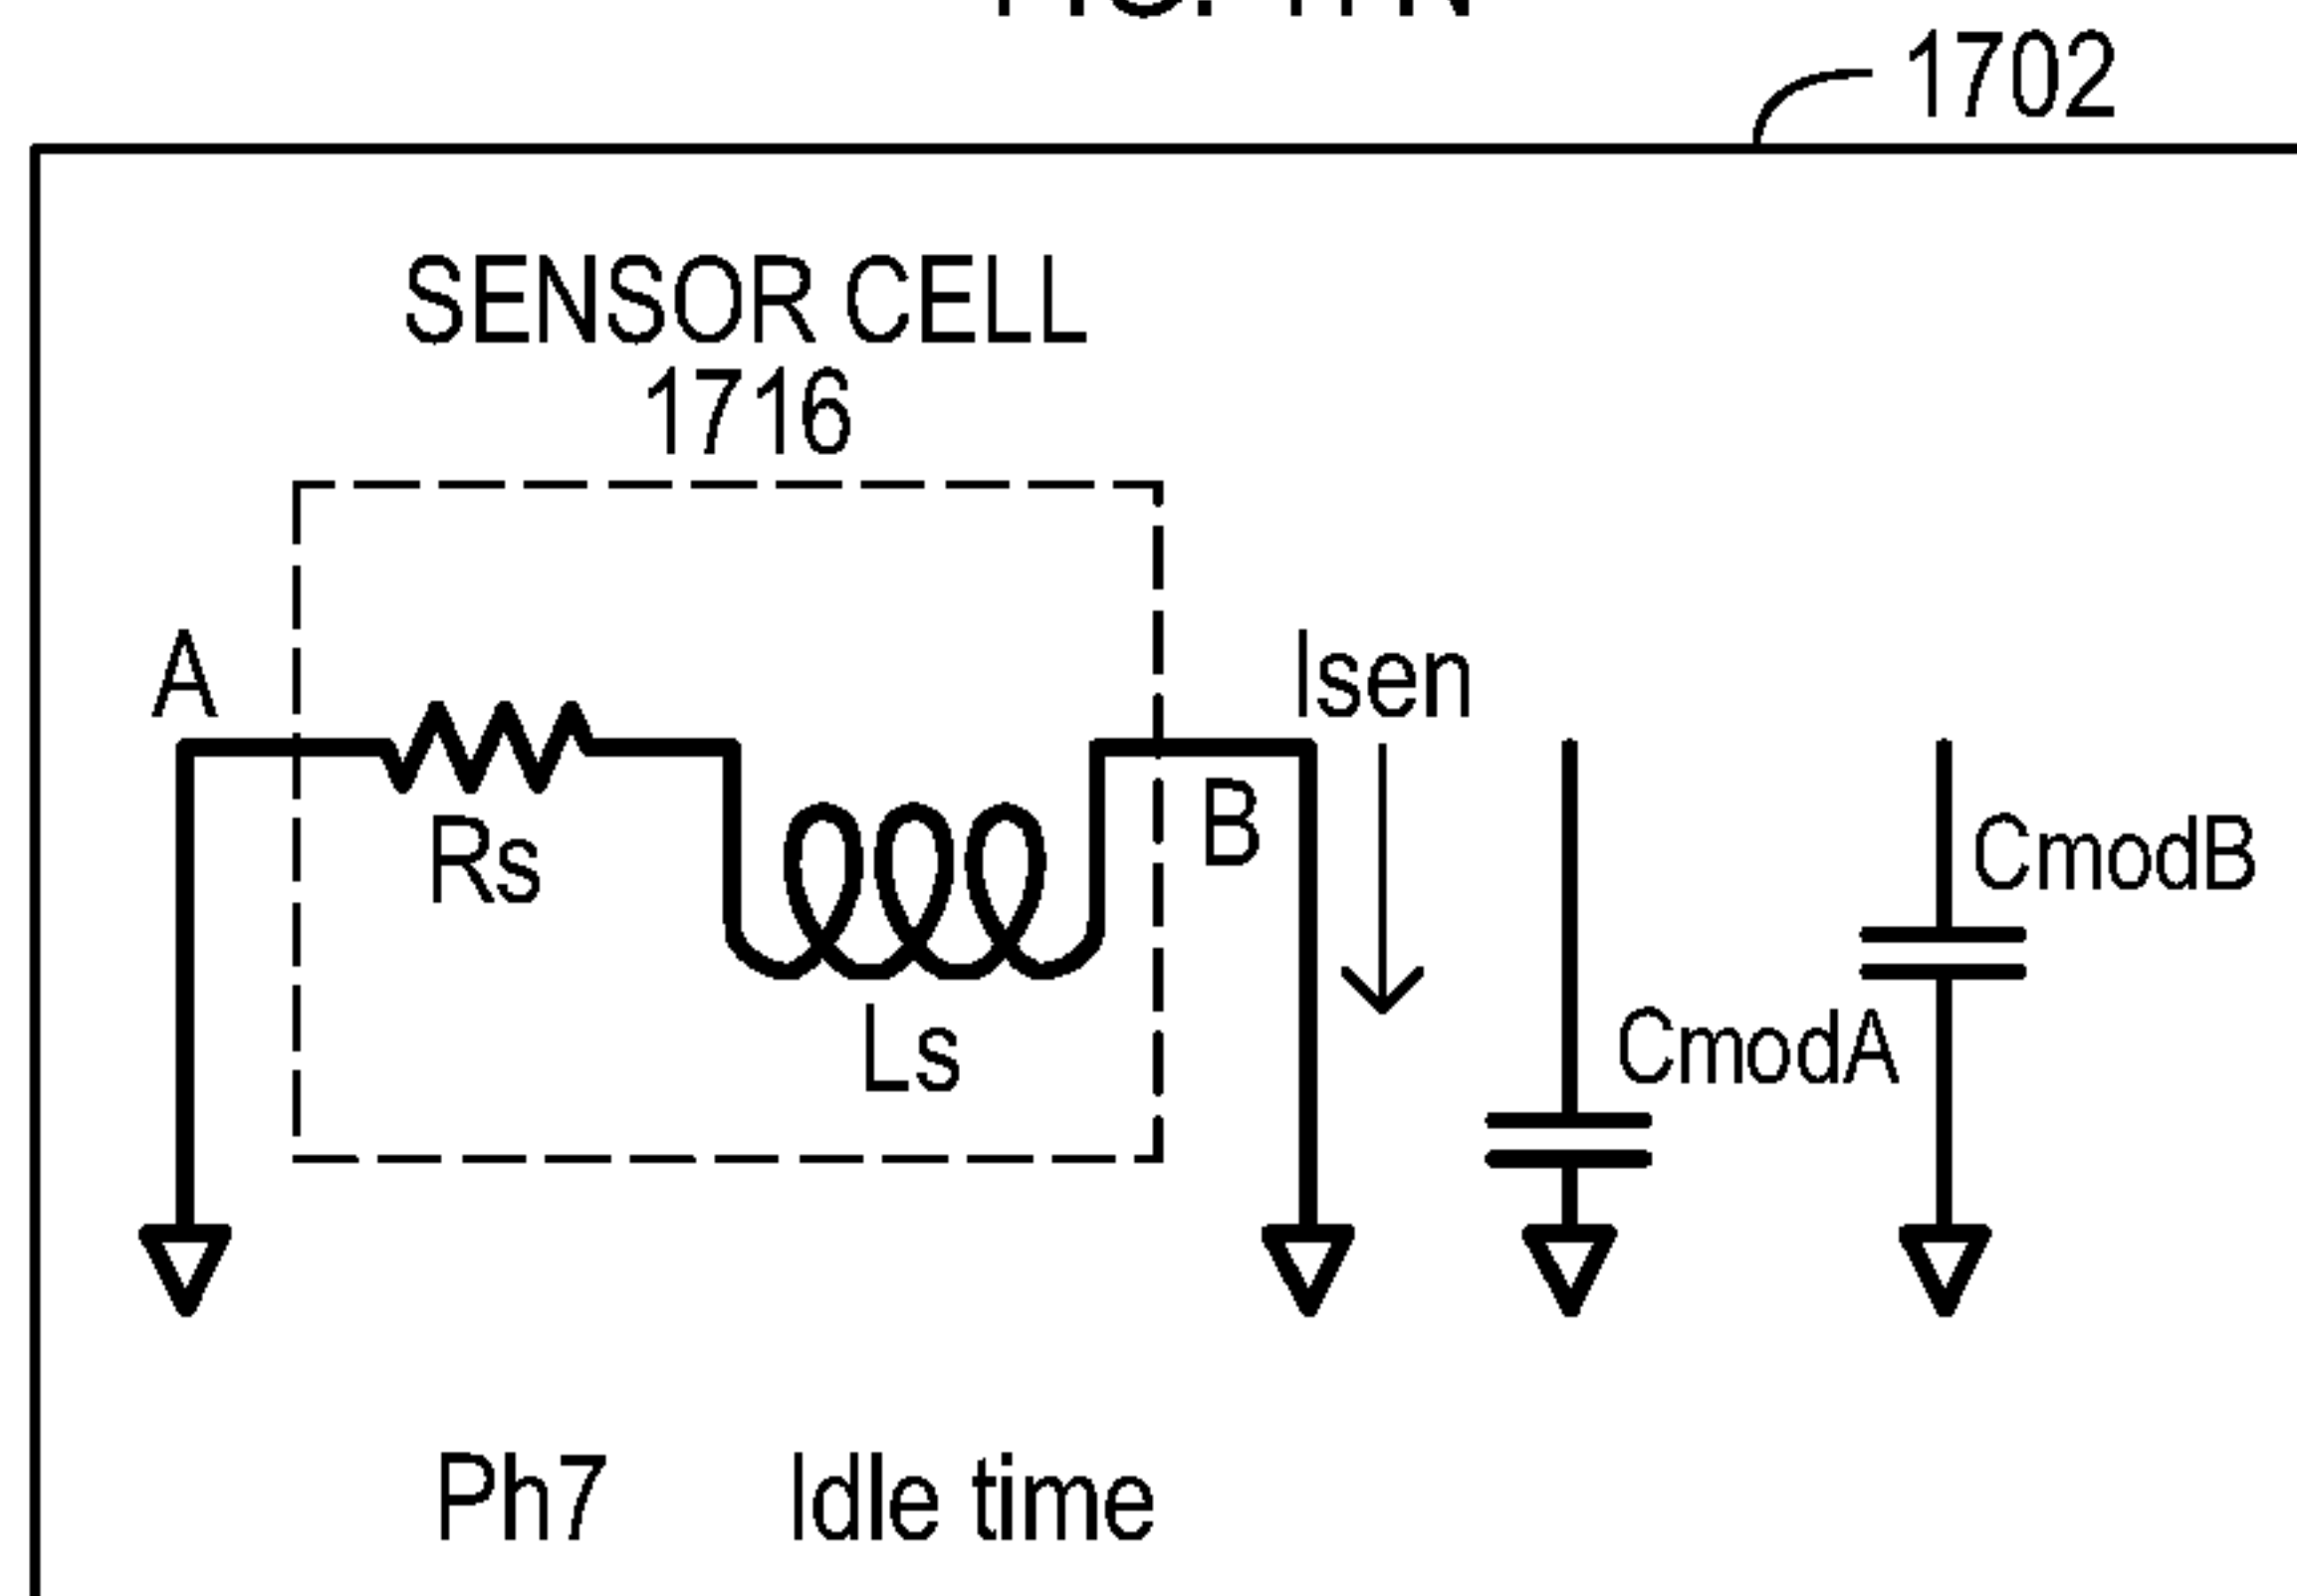 1702
SENSOR CELL
1716
A
Isen
Rs
B
CmodB
Ls
CmodA
Ph7 Idle time